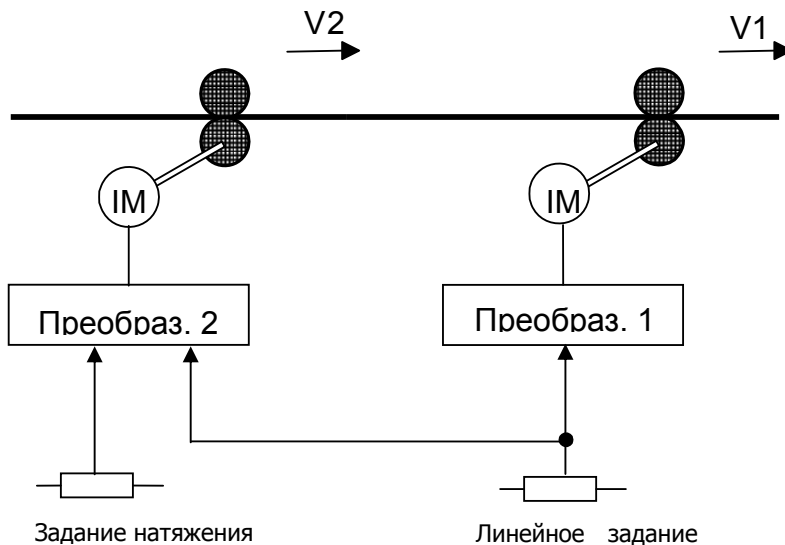 V2
V1
IM
IM
Преобраз. 2
Преобраз. 1
Задание натяжения
Линейное задание